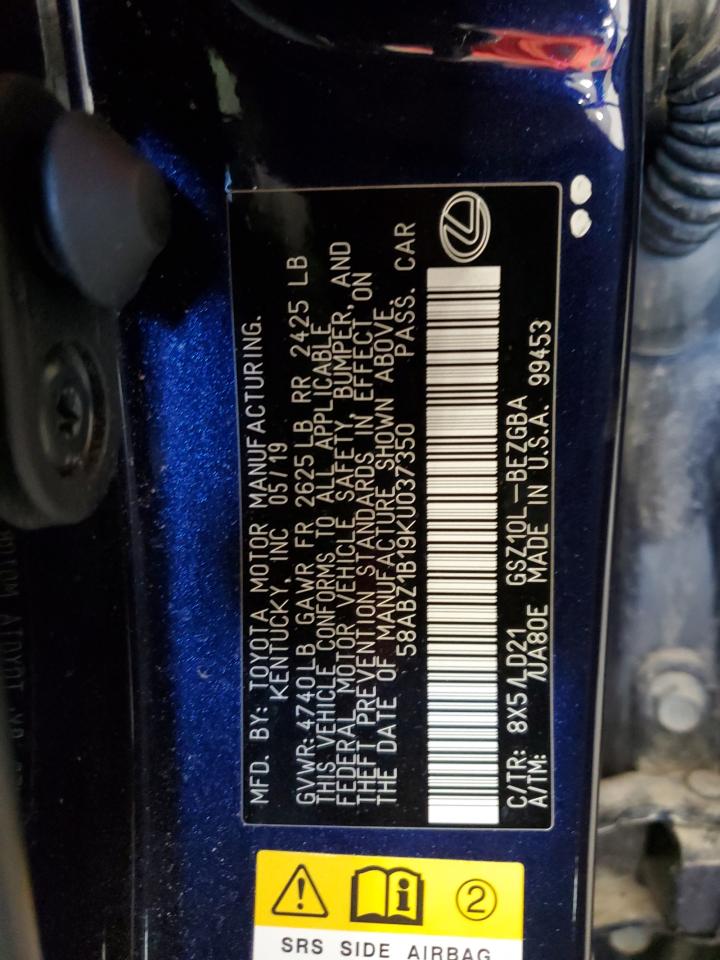 MFD. BY: TOYOTA MOTOR MANUFACTURING.
KENTUCKY, INC 05/19
GVWR: 4740LB GAWR FR 2625LB RR 2425 LB
THIS VEHICLE CONFORMS TO ALL APPLICABLE
FEDERAL MOTOR VEHICLE SAFETY, BUMPER, AND
THEFT PREVENTION STANDARDS IN EFFECT ON
THE DATE OF MANUFACTURE SHOWN ABOVE.
58ABZ1B19KU037350 PASS. CAR
C/TR: 8X5/LD21 GSZ10L-BEZGBA
A/TM: /UA80E MADE IN U.S.A. 99453
2
SRS SIDE AIRBAG